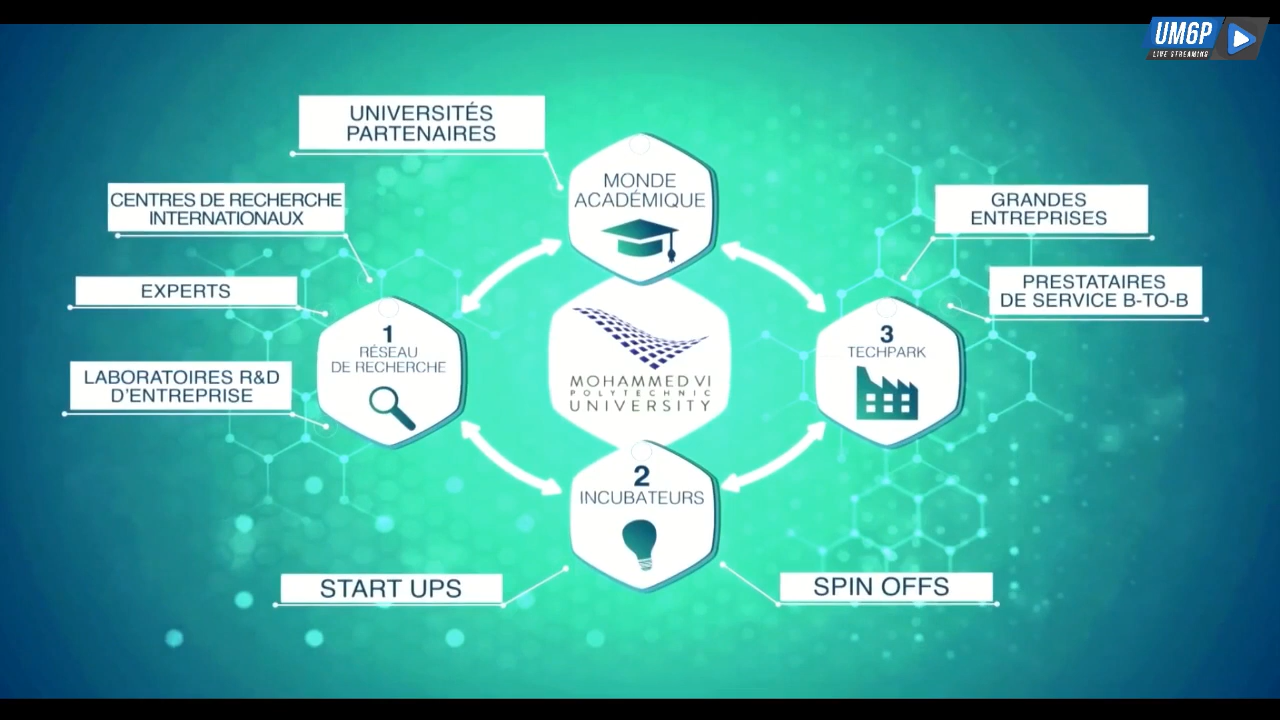 UM6P
LIVE STREAMING
UNIVERSITÉS
PARTENAIRES
MONDE
ACADÉMIQUE
CENTRES DE RECHERCHE
INTERNATIONAUX
GRANDES
ENTREPRISES
EXPERTS
PRESTATAIRES
DE SERVICE B-TO-B
1
RÉSEAU
DE RECHERCHE
3
TECHPARK
LABORATOIRES R&D
D'ENTREPRISE
MOHAMMED VI
POLYTECHNIC
UNIVERSITY
2
INCUBATEURS
START UPS
SPIN OFFS